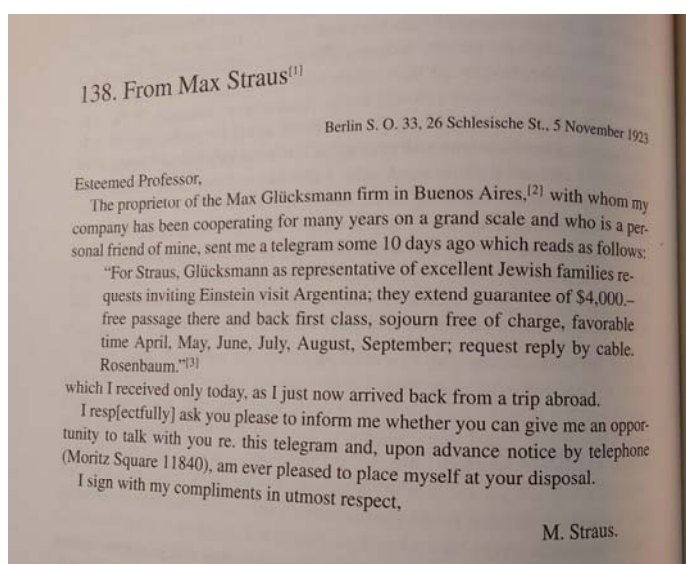 138. From Max Straus[1]
Berlin S. O. 33, 26 Schlesische St., 5 November 1923
Esteemed Professor,
The proprietor of the Max Glücksmann firm in Buenos Aires,[2] with whom my
company has been cooperating for many years on a grand scale and who is a per-
sonal friend of mine, sent me a telegram some 10 days ago which reads as follows:
“For Straus, Glücksmann as representative of excellent Jewish families re-
quests inviting Einstein visit Argentina; they extend guarantee of $4,000.–
free passage there and back first class, sojourn free of charge, favorable
time April, May, June, July, August, September; request reply by cable.
Rosenbaum.”[3]
which I received only today, as I just now arrived back from a trip abroad.
I resp[ectfully] ask you please to inform me whether you can give me an oppor-
tunity to talk with you re. this telegram and, upon advance notice by telephone
(Moritz Square 11840), am ever pleased to place myself at your disposal.
I sign with my compliments in utmost respect,
M. Straus.